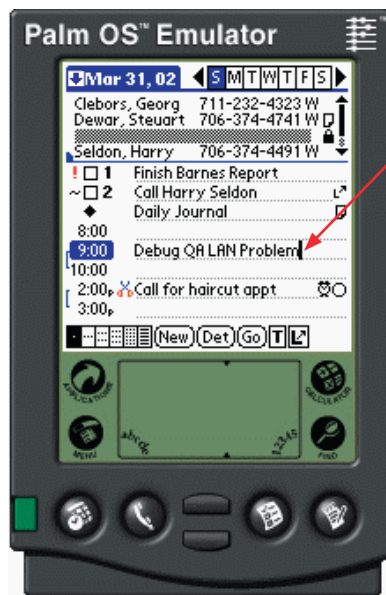 Palm OS™ Emulator
Mar 31, 02 S M T W T F S
Clebors, Georg 711-232-4323 W
Dewar, Steuart 706-374-4741 W
Seldon, Harry 706-374-4491 W
! 1 Finish Barnes Report
~ 2 Call Harry Seldon
Daily Journal
8:00
9:00 Debug QA LAN Problem
10:00
2:00p Call for haircut appt
3:00p
New Det Go T
APPLICATIONS CALCULATOR
MENU abcde 12345 FIND